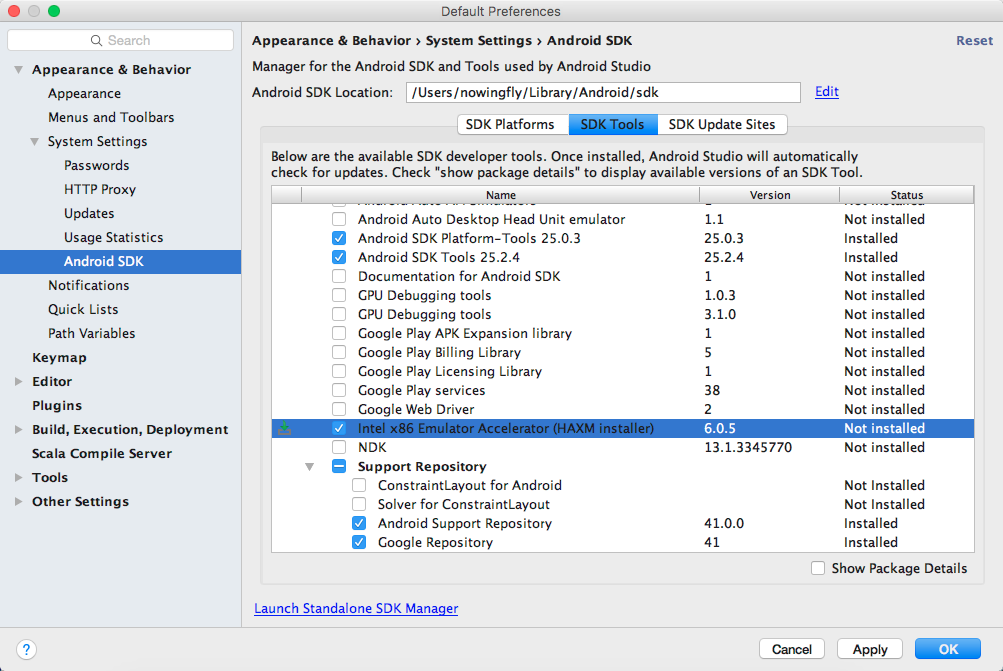 Default Preferences
Search
Appearance & Behavior
Appearance
Menus and Toolbars
System Settings
Passwords
HTTP Proxy
Updates
Usage Statistics
Android SDK
Notifications
Quick Lists
Path Variables
Keymap
Editor
Plugins
Build, Execution, Deployment
Scala Compile Server
Tools
Other Settings
Appearance & Behavior › System Settings › Android SDK Reset
Manager for the Android SDK and Tools used by Android Studio
Android SDK Location: /Users/nowingfly/Library/Android/sdk Edit
SDK Platforms SDK Tools SDK Update Sites
Below are the available SDK developer tools. Once installed, Android Studio will automatically
check for updates. Check "show package details" to display available versions of an SDK Tool.
Name Version Status
Android Auto Desktop Head Unit emulator 1.1 Not installed
Android SDK Platform-Tools 25.0.3 25.0.3 Installed
Android SDK Tools 25.2.4 25.2.4 Installed
Documentation for Android SDK 1 Not installed
GPU Debugging tools 1.0.3 Not installed
GPU Debugging tools 3.1.0 Not installed
Google Play APK Expansion library 1 Not installed
Google Play Billing Library 5 Not installed
Google Play Licensing Library 1 Not installed
Google Play services 38 Not installed
Google Web Driver 2 Not installed
Intel x86 Emulator Accelerator (HAXM installer) 6.0.5 Not installed
NDK 13.1.3345770 Not installed
Support Repository
ConstraintLayout for Android Not Installed
Solver for ConstraintLayout Not Installed
Android Support Repository 41.0.0 Installed
Google Repository 41 Installed
Show Package Details
Launch Standalone SDK Manager
? Cancel Apply OK